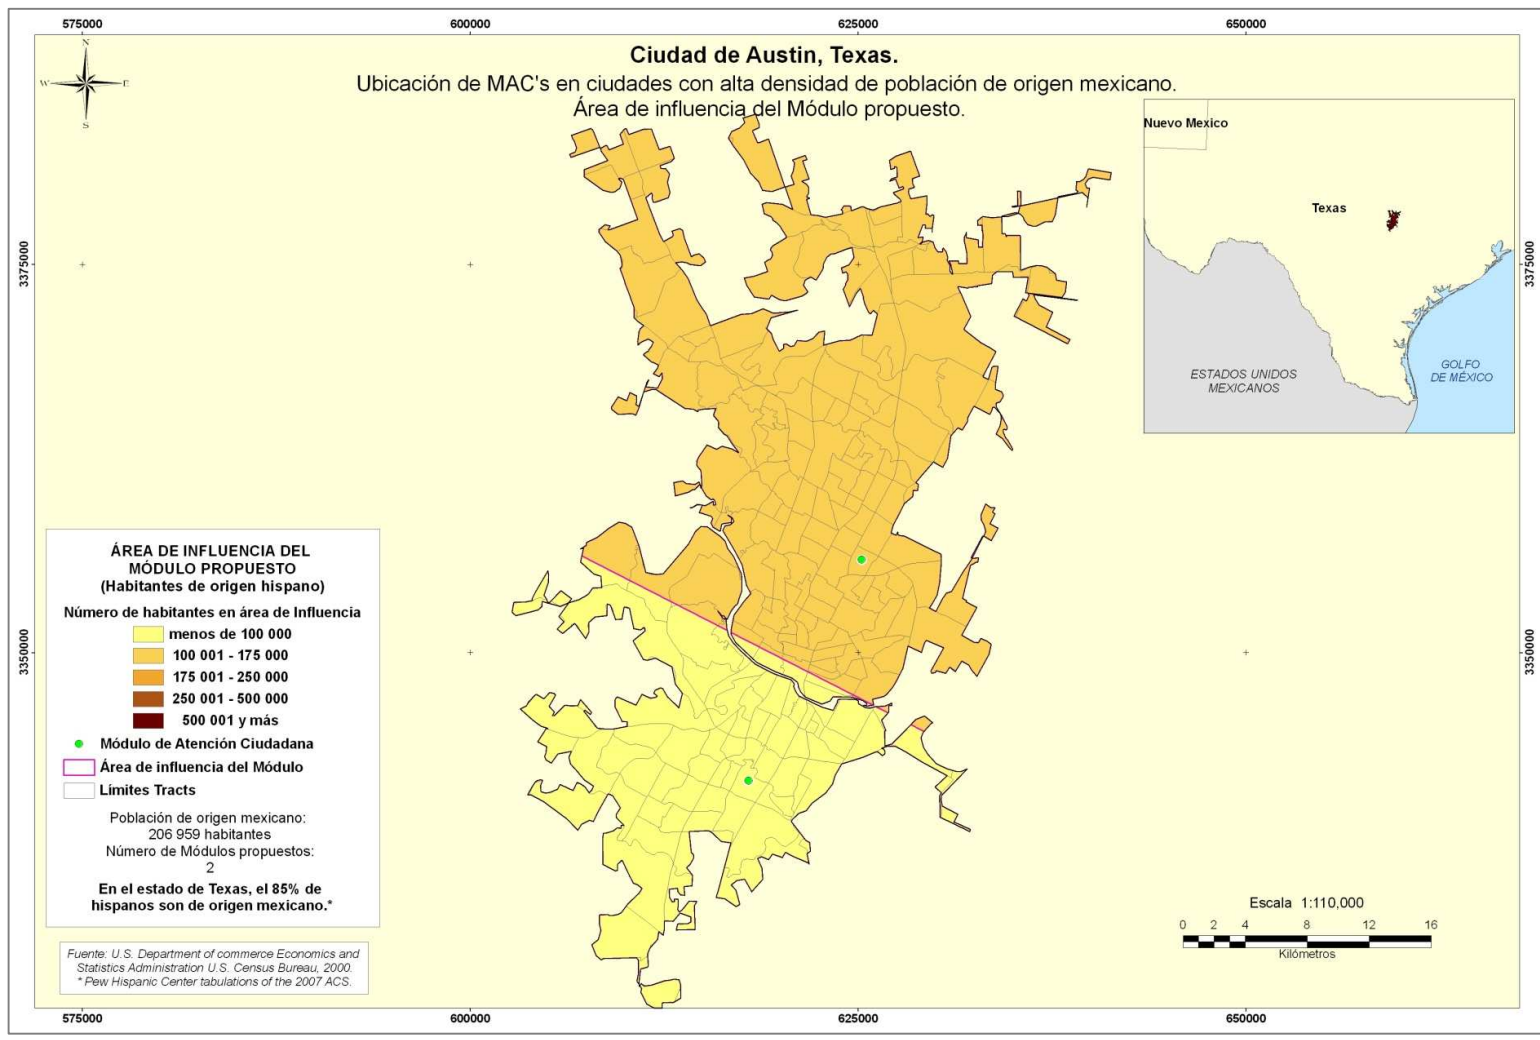 575000
600000
625000
650000
N
W
E
S
Ciudad de Austin, Texas.
Ubicación de MAC's en ciudades con alta densidad de población de origen mexicano.
Área de influencia del Módulo propuesto.
Nuevo Mexico
Texas
ESTADOS UNIDOS
MEXICANOS
GOLFO
DE MÉXICO
3375000
3375000
3350000
3350000
ÁREA DE INFLUENCIA DEL
MÓDULO PROPUESTO
(Habitantes de origen hispano)
Número de habitantes en área de Influencia
menos de 100 000
100 001 - 175 000
175 001 - 250 000
250 001 - 500 000
500 001 y más
Módulo de Atención Ciudadana
Área de influencia del Módulo
Límites Tracts
Población de origen mexicano:
206 959 habitantes
Número de Módulos propuestos:
2
En el estado de Texas, el 85% de
hispanos son de origen mexicano.*
Fuente: U.S. Department of commerce Economics and
Statistics Administration U.S. Census Bureau, 2000.
* Pew Hispanic Center tabulations of the 2007 ACS.
Escala 1:110,000
0 2 4 8 12 16
Kilómetros
575000
600000
625000
650000